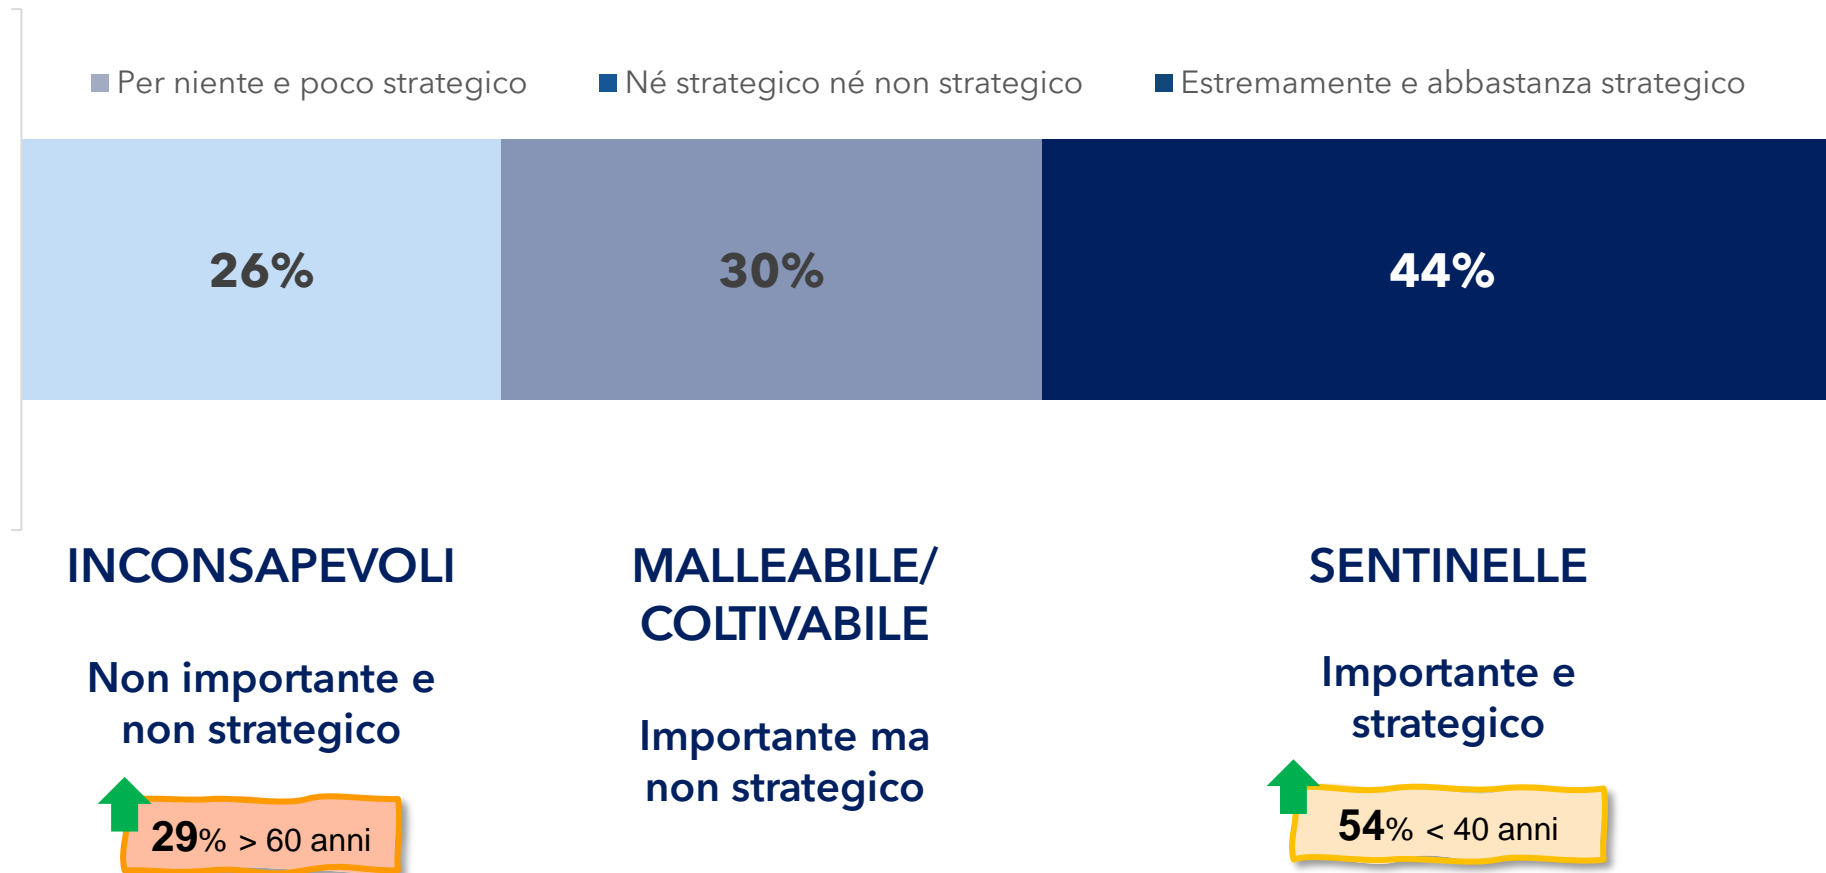 Per niente e poco strategico
Né strategico né non strategico
Estremamente e abbastanza strategico
26%
30%
44%
INCONSAPEVOLI
Non importante e
non strategico
29% > 60 anni
MALLEABILE/
COLTIVABILE
Importante ma
non strategico
SENTINELLE
Importante e
strategico
54% < 40 anni